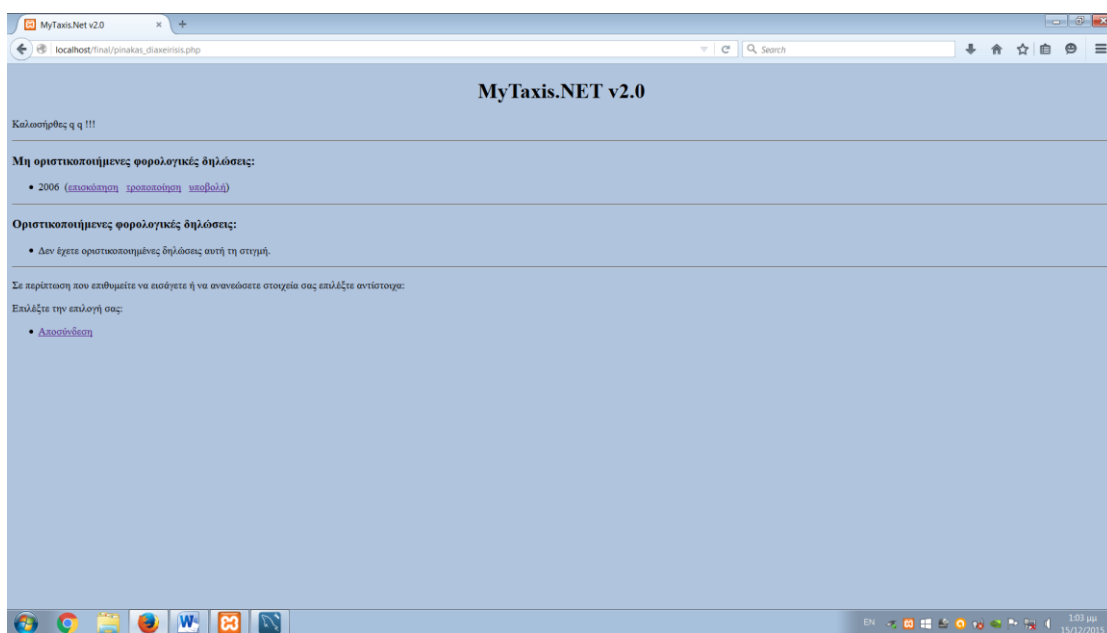 MyTaxis.Net v2.0
localhost/final/pinakas_diaxeirisis.php
Search
MyTaxis.NET v2.0
Καλωσήρθες q q !!!
Μη οριστικοποιήμενες φορολογικές δηλώσεις:
2006 (επισκόπηση τροποποίηση υποβολή)
Οριστικοποιήμενες φορολογικές δηλώσεις:
Δεν έχετε οριστικοποιημένες δηλώσεις αυτή τη στιγμή.
Σε περίπτωση που επιθυμείτε να εισάγετε ή να ανανεώσετε στοιχεία σας επιλέξτε αντίστοιχα:
Επιλέξτε την επιλογή σας:
Αποσύνδεση
EN
1:03 μμ
15/12/2015